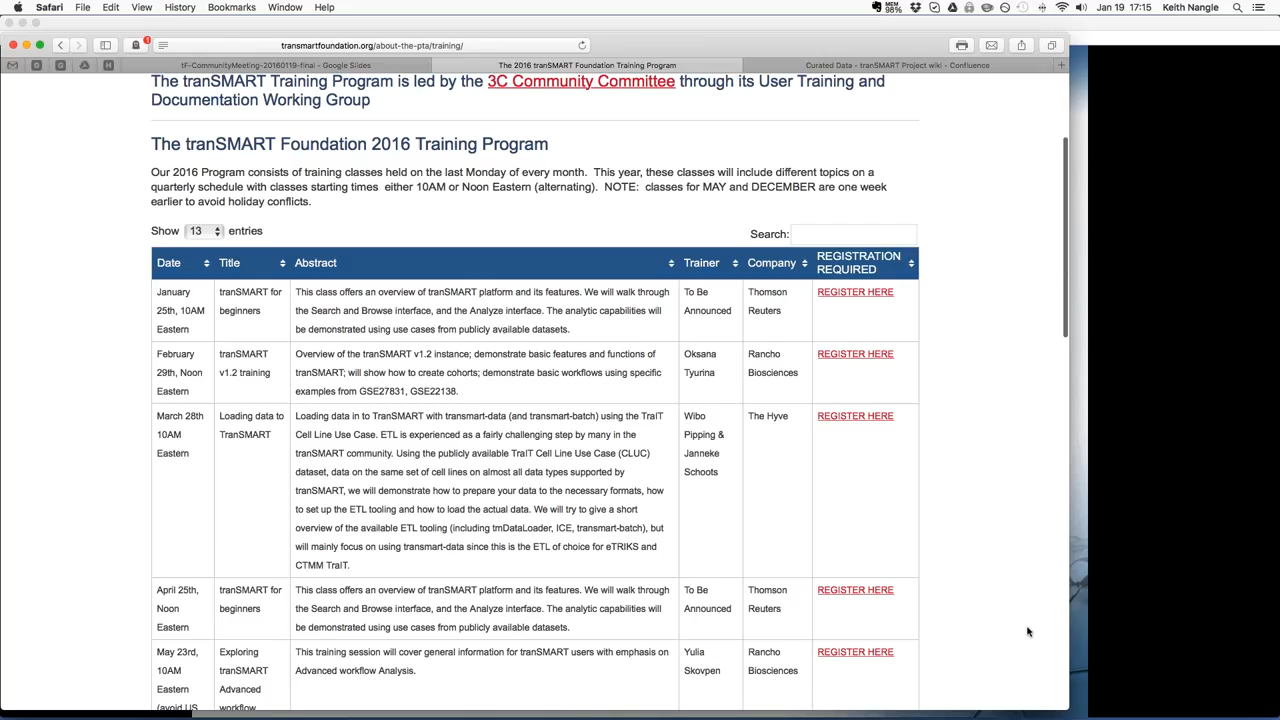 Safari File Edit View History Bookmarks Window Help MEM 98% Jan 19 17:15 Keith Nangle
1 transmartfoundation.org/about-the-pta/training/
tF-CommunityMeeting-20160119-final - Google Slides The 2016 tranSMART Foundation Training Program Curated Data - tranSMART Project wiki - Confluence
The tranSMART Training Program is led by the 3C Community Committee through its User Training and
Documentation Working Group
The tranSMART Foundation 2016 Training Program
Our 2016 Program consists of training classes held on the last Monday of every month. This year, these classes will include different topics on a
quarterly schedule with classes starting times either 10AM or Noon Eastern (alternating). NOTE: classes for MAY and DECEMBER are one week
earlier to avoid holiday conflicts.
Show 13 entries Search:
Date Title Abstract Trainer Company REGISTRATION
REQUIRED
January tranSMART for This class offers an overview of tranSMART platform and its features. We will walk through To Be Thomson REGISTER HERE
25th, 10AM beginners the Search and Browse interface, and the Analyze interface. The analytic capabilities will Announced Reuters
Eastern be demonstrated using use cases from publicly available datasets.
February tranSMART Overview of the tranSMART v1.2 instance; demonstrate basic features and functions of Oksana Rancho REGISTER HERE
29th, Noon v1.2 training tranSMART; will show how to create cohorts; demonstrate basic workflows using specific Tyurina Biosciences
Eastern examples from GSE27831, GSE22138.
March 28th Loading data to Loading data in to TranSMART with transmart-data (and transmart-batch) using the TraIT Wibo The Hyve REGISTER HERE
10AM TranSMART Cell Line Use Case. ETL is experienced as a fairly challenging step by many in the Pipping &
Eastern tranSMART community. Using the publicly available TraIT Cell Line Use Case (CLUC) Janneke
dataset, data on the same set of cell lines on almost all data types supported by Schoots
tranSMART, we will demonstrate how to prepare your data to the necessary formats, how
to set up the ETL tooling and how to load the actual data. We will try to give a short
overview of the available ETL tooling (including tmDataLoader, ICE, transmart-batch), but
will mainly focus on using transmart-data since this is the ETL of choice for eTRIKS and
CTMM TraIT.
April 25th, tranSMART for This class offers an overview of tranSMART platform and its features. We will walk through To Be Thomson REGISTER HERE
Noon beginners the Search and Browse interface, and the Analyze interface. The analytic capabilities will Announced Reuters
Eastern be demonstrated using use cases from publicly available datasets.
May 23rd, Exploring This training session will cover general information for tranSMART users with emphasis on Yulia Rancho REGISTER HERE
10AM tranSMART Advanced workflow Analysis. Skovpen Biosciences
Eastern Advanced
(avoid US workflow